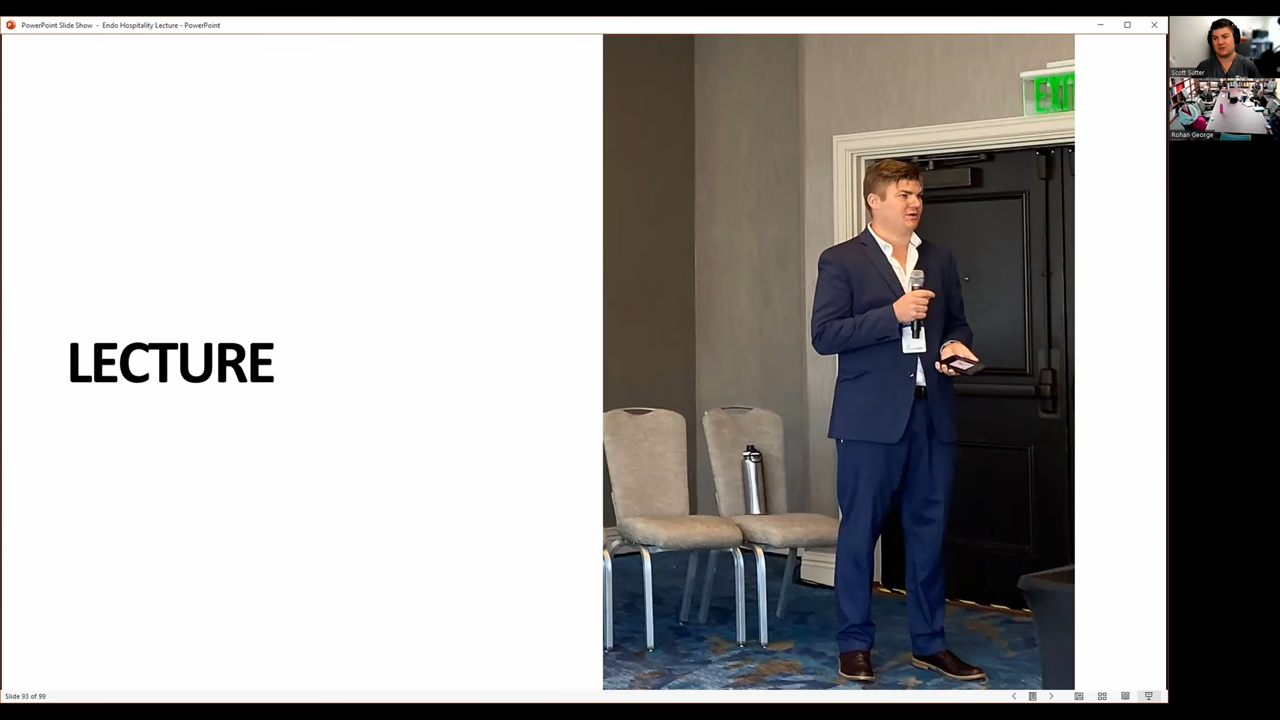 PowerPoint Slide Show - Endo Hospitality Lecture - PowerPoint
Scott Sutter
Rohan George
EXIT
LECTURE
Slide 93 of 99